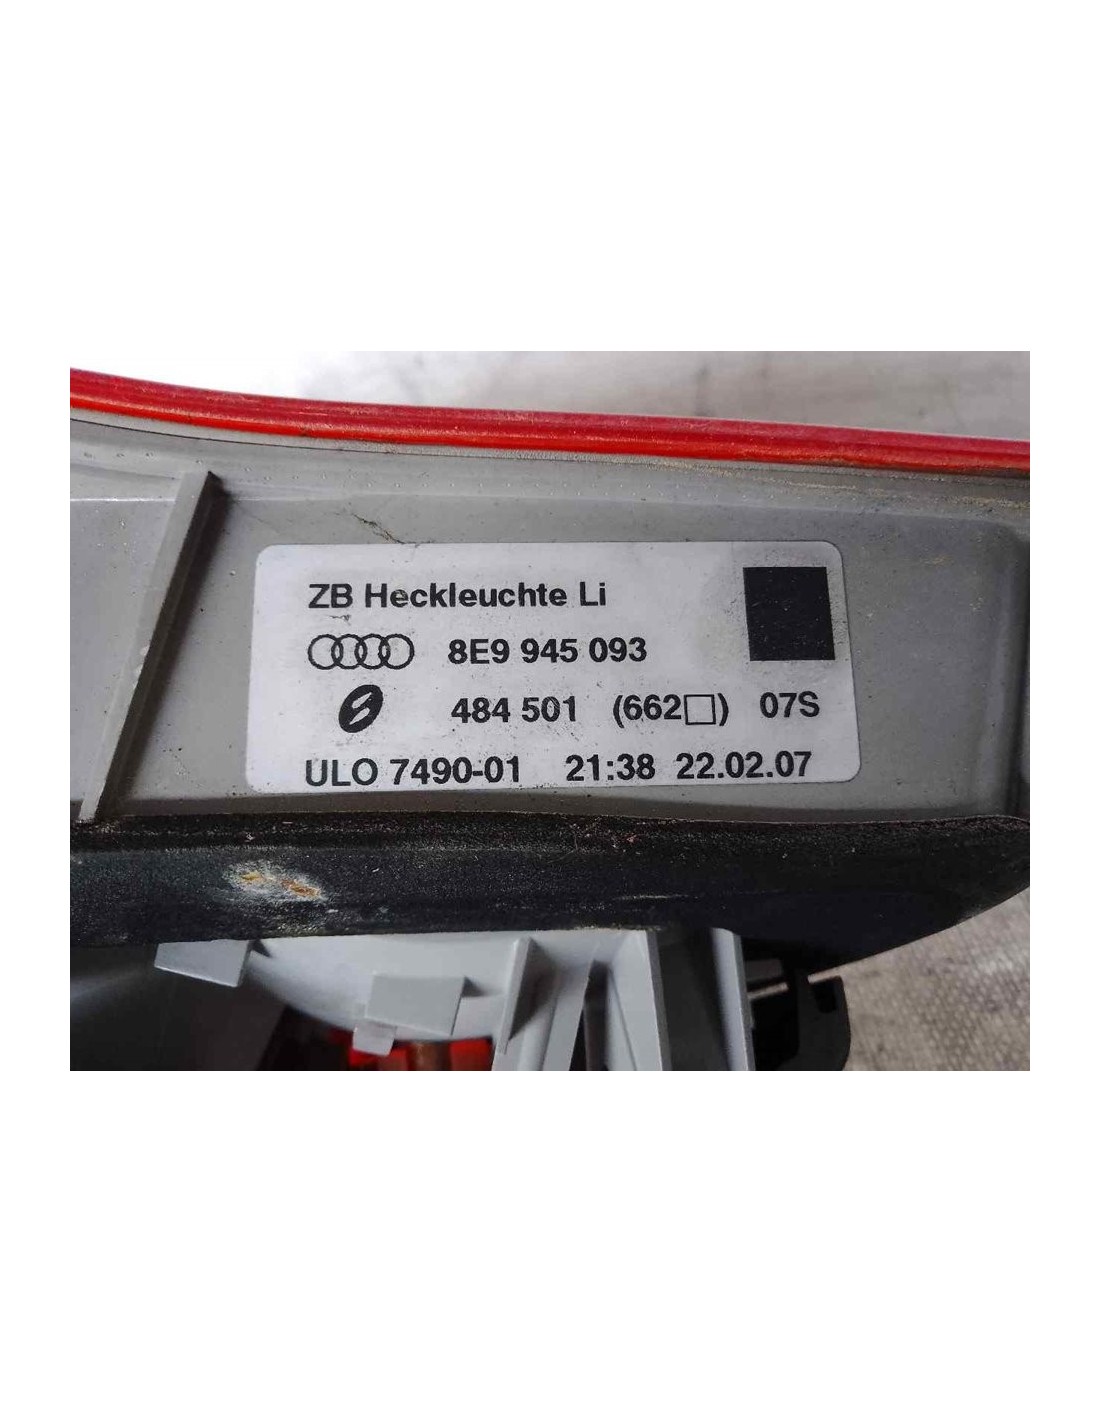 ZB Heckleuchte Li
8E9 945 093
484 501 (662□) 07S
ULO 7490-01 21:38 22.02.07